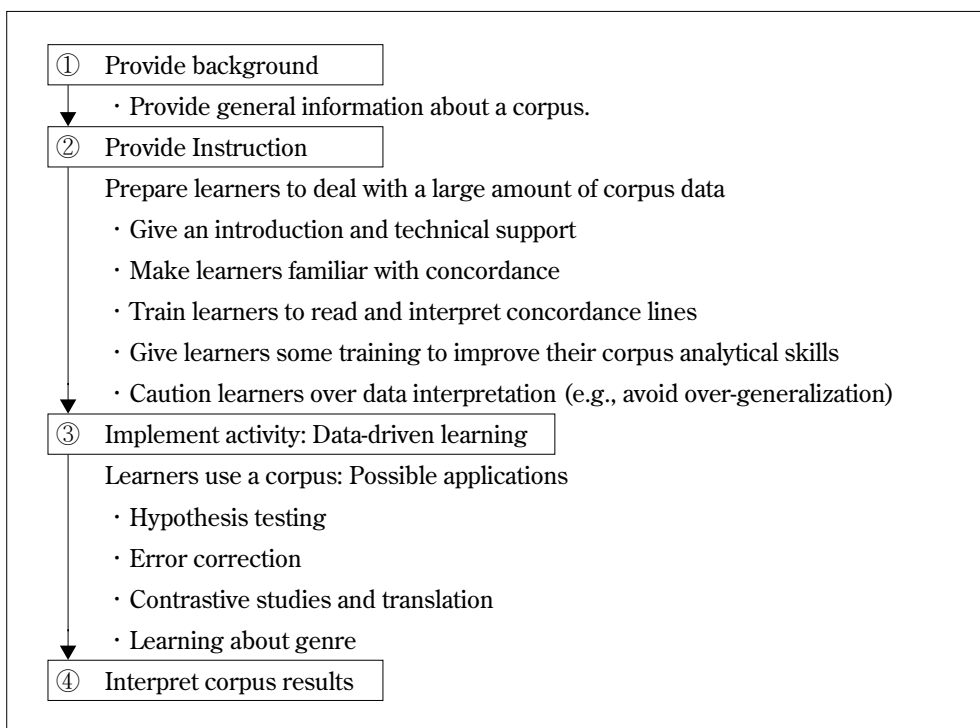 ① Provide background
・Provide general information about a corpus.
② Provide Instruction
Prepare learners to deal with a large amount of corpus data
・Give an introduction and technical support
・Make learners familiar with concordance
・Train learners to read and interpret concordance lines
・Give learners some training to improve their corpus analytical skills
・Caution learners over data interpretation (e.g., avoid over-generalization)
③ Implement activity: Data-driven learning
Learners use a corpus: Possible applications
・Hypothesis testing
・Error correction
・Contrastive studies and translation
・Learning about genre
④ Interpret corpus results